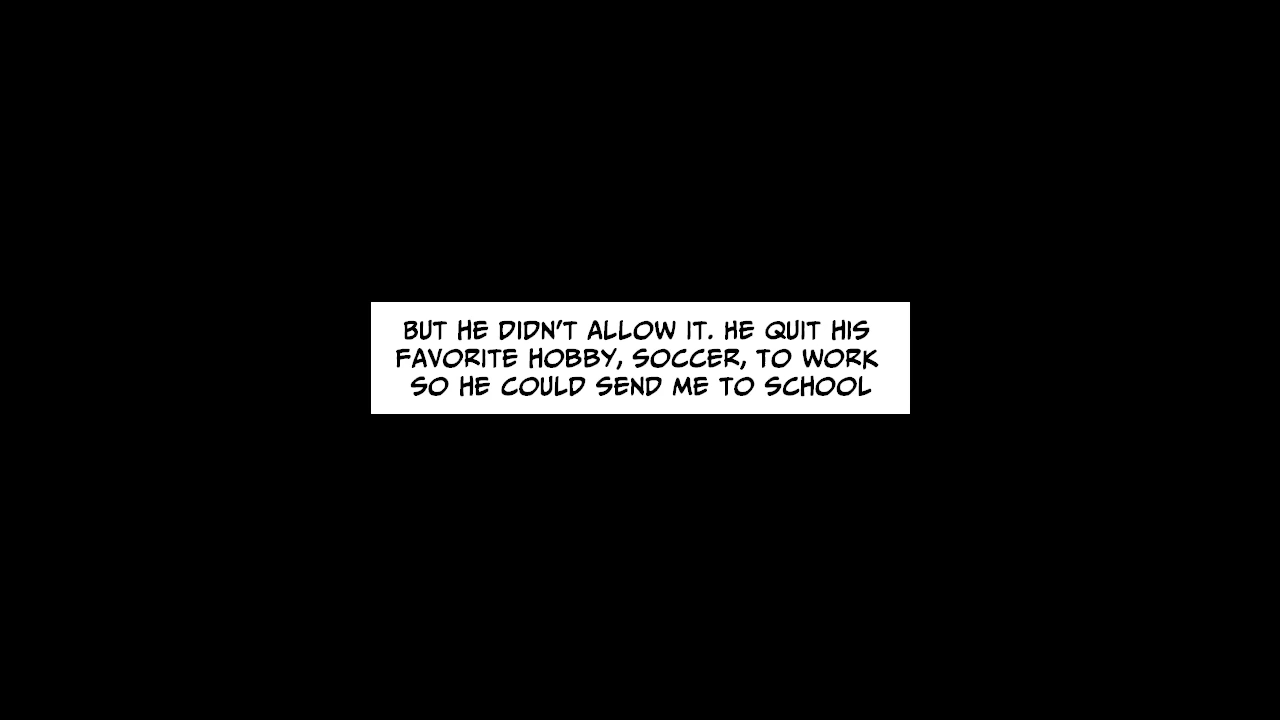 BUT HE DIDN'T ALLOW IT. HE QUIT HIS
FAVORITE HOBBY, SOCCER, TO WORK
SO HE COULD SEND ME TO SCHOOL